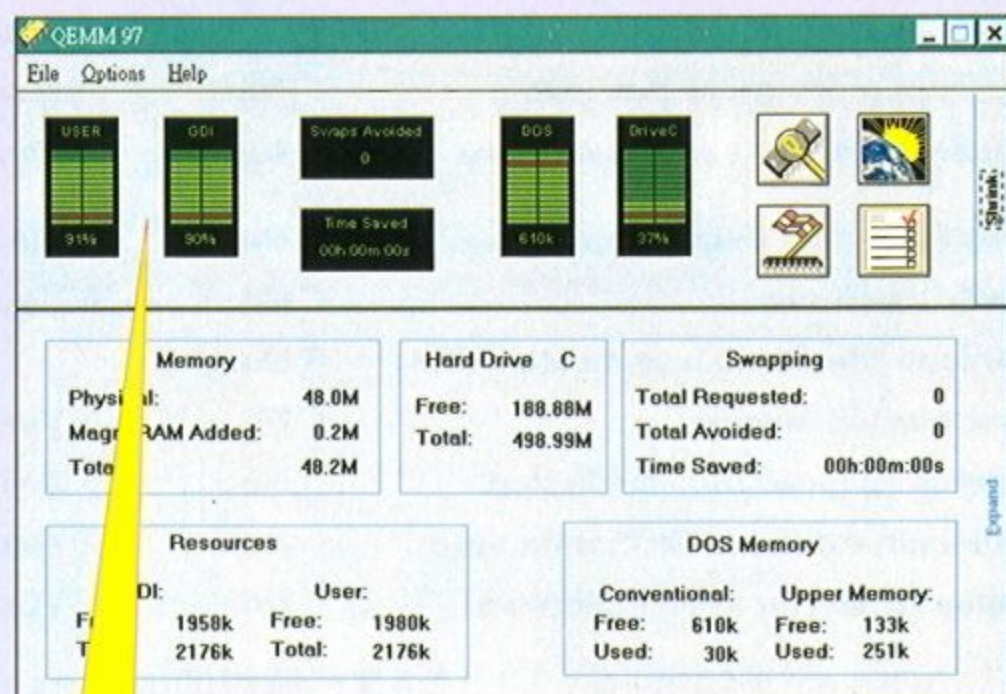 QEMM 97
File Options Help
USER GDI Swaps Avoided DOS DriveC
0
Time Saved
91% 90% 00h:00m:00s 610k 37%
Shrink
Memory
Physi al: 48.0M
Magn RAM Added: 0.2M
Tota 48.2M
Hard Drive C
Free: 188.88M
Total: 498.99M
Swapping
Total Requested: 0
Total Avoided: 0
Time Saved: 00h:00m:00s
Expand
Resources
DI: User:
F 1958k Free: 1980k
T 2176k Total: 2176k
DOS Memory
Conventional: Upper Memory:
Free: 610k Free: 133k
Used: 30k Used: 251k